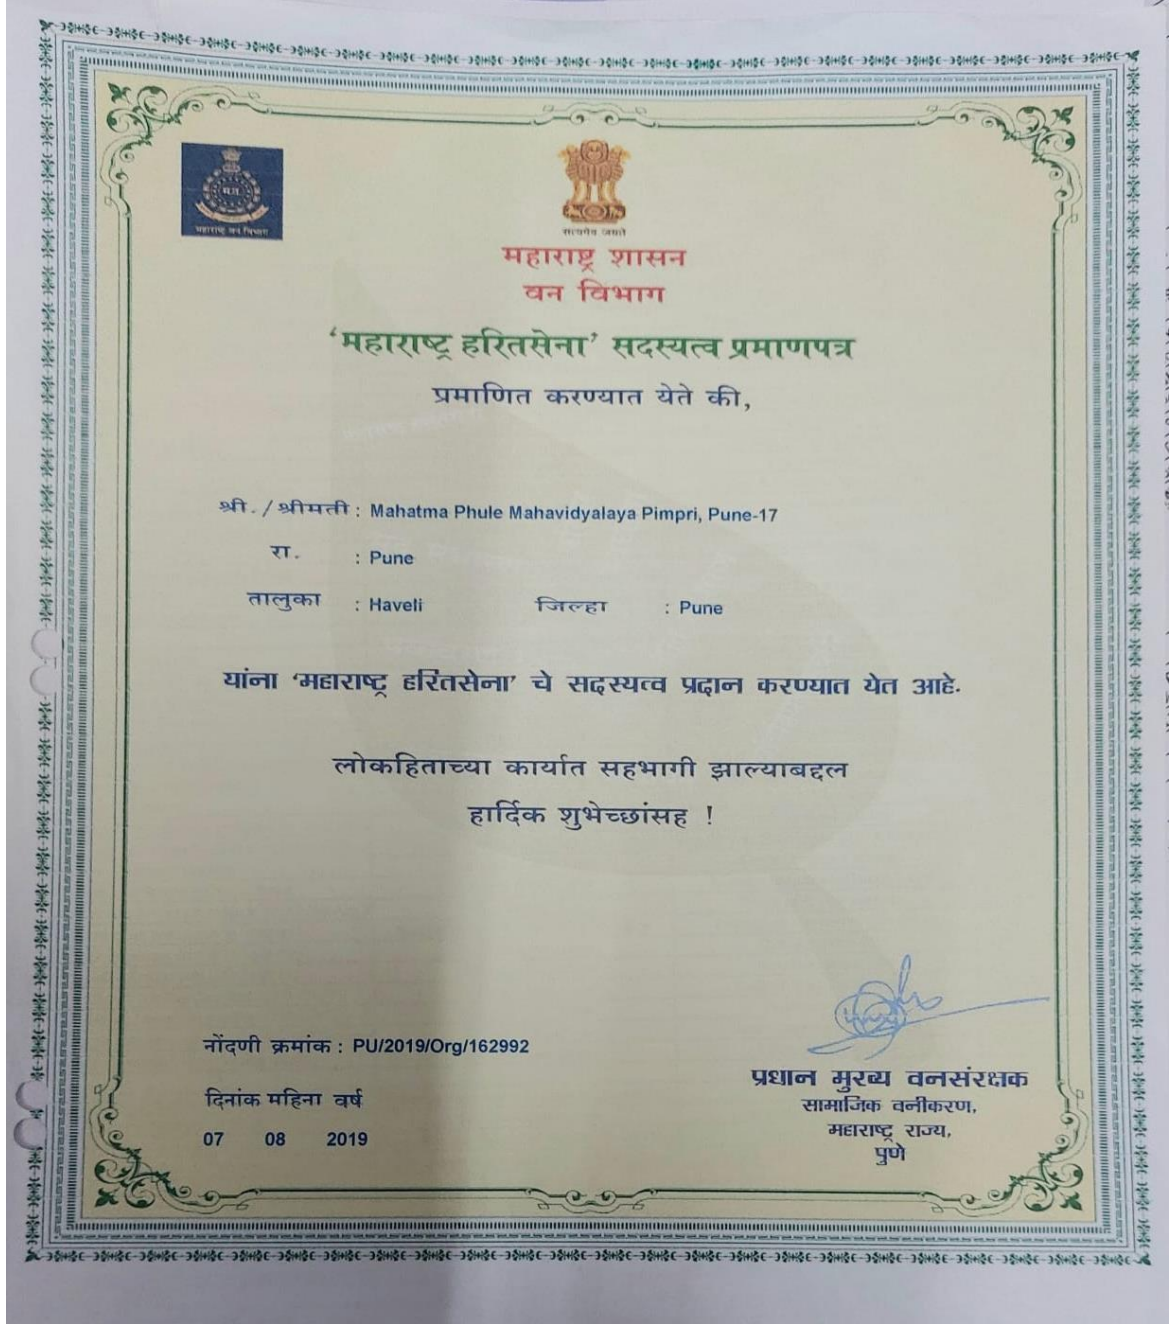 म.व.
महाराष्ट्र वन विभाग
सत्यमेव जयते
महाराष्ट्र शासन
वन विभाग
‘महाराष्ट्र हरितसेना’ सदस्यत्व प्रमाणपत्र
प्रमाणित करण्यात येते की,
श्री. / श्रीमती : Mahatma Phule Mahavidyalaya Pimpri, Pune-17
रा. : Pune
तालुका : Haveli जिल्हा : Pune
यांना ‘महाराष्ट्र हरितसेना’ चे सदस्यत्व प्रदान करण्यात येत आहे.
लोकहिताच्या कार्यात सहभागी झाल्याबद्दल
हार्दिक शुभेच्छांसह !
नोंदणी क्रमांक : PU/2019/Org/162992
दिनांक महिना वर्ष
07 08 2019
प्रधान मुख्य वनसंरक्षक
सामाजिक वनीकरण,
महाराष्ट्र राज्य,
पुणे